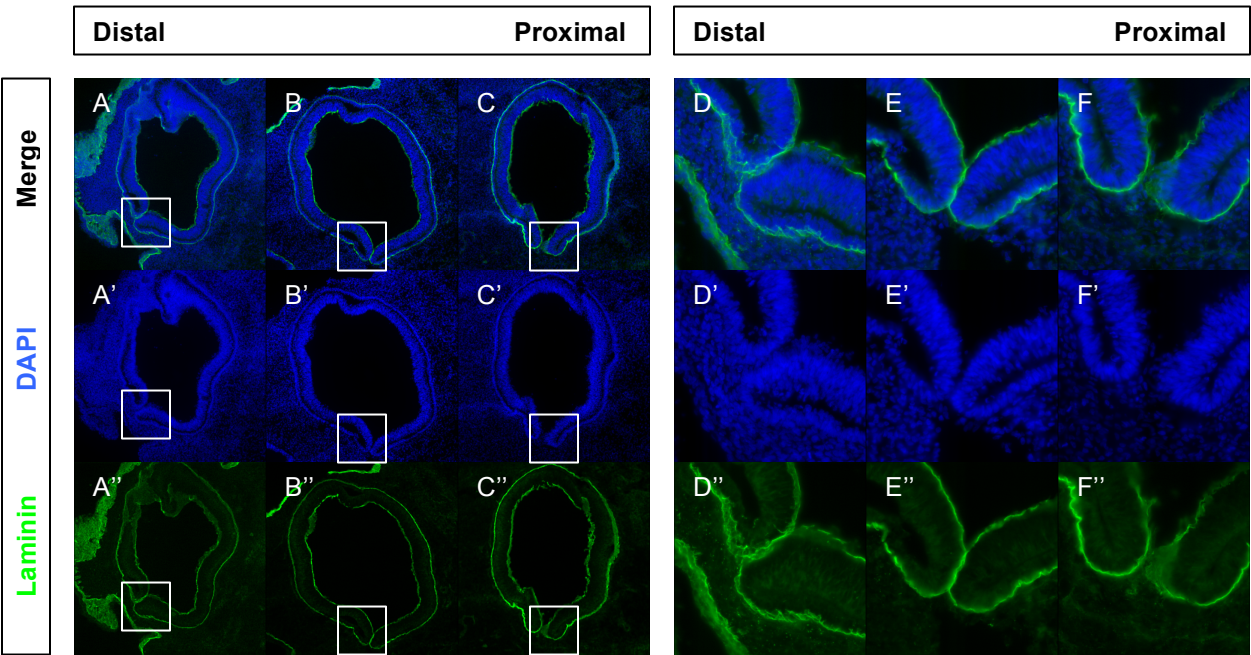 Distal Proximal Distal Proximal
Merge
A B C D E F
DAPI
A’ B’ C’ D’ E’ F’
Laminin
A’’ B’’ C’’ D’’ E’’ F’’